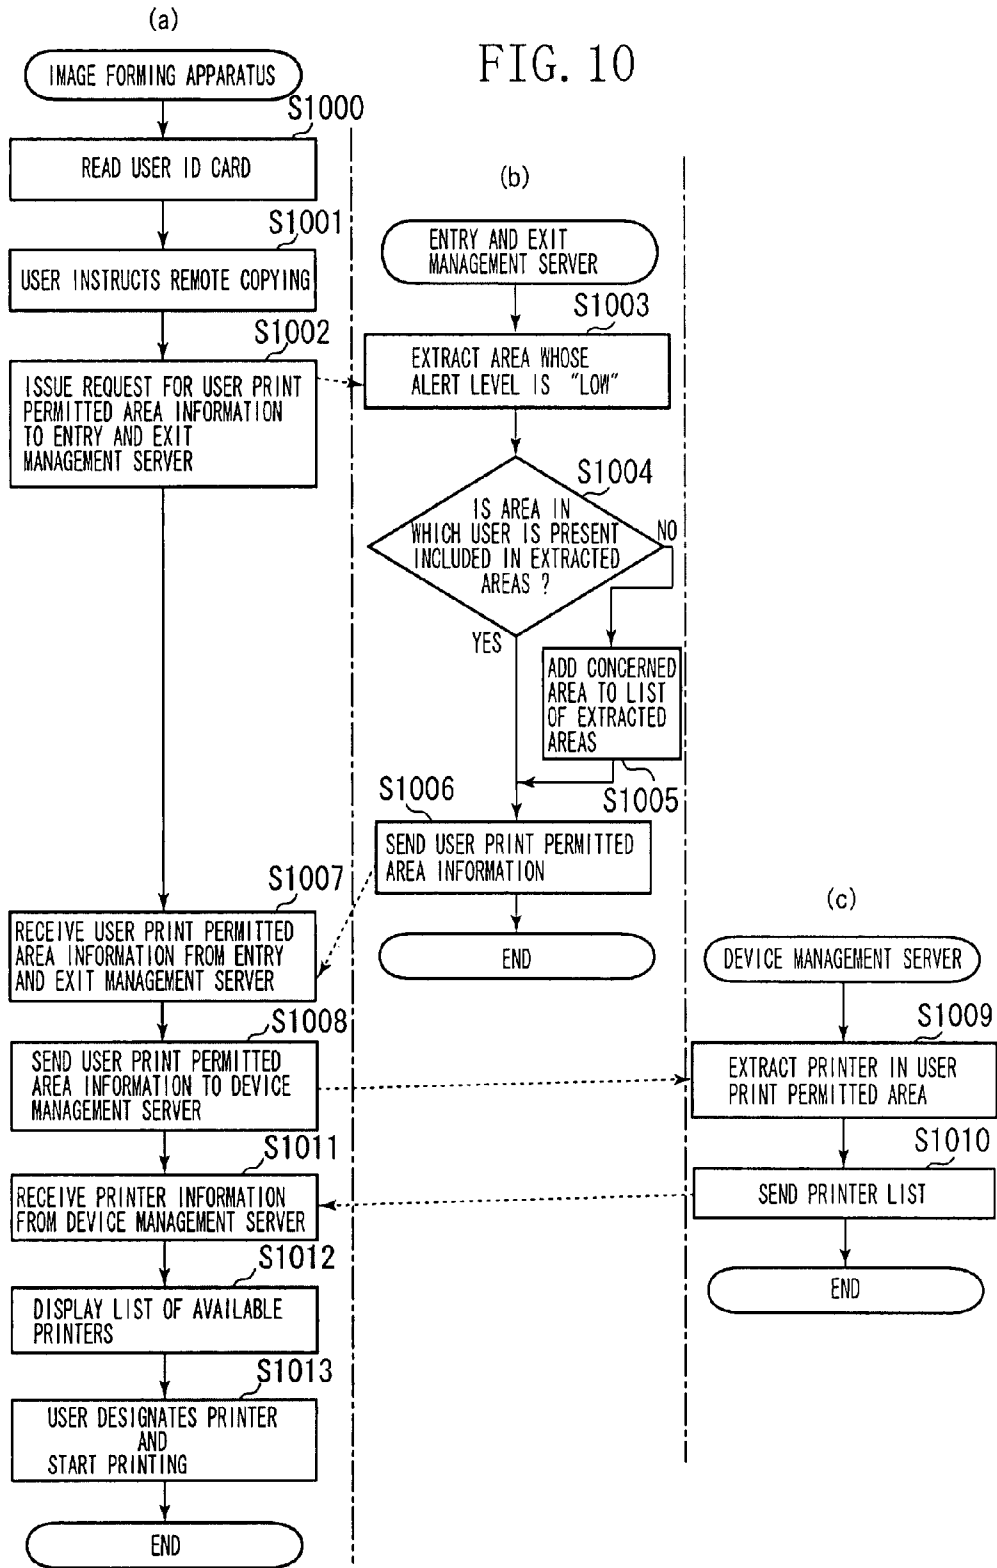 (a)
FIG. 10
IMAGE FORMING APPARATUS
S1000
READ USER ID CARD
S1001
USER INSTRUCTS REMOTE COPYING
S1002
ISSUE REQUEST FOR USER PRINT
PERMITTED AREA INFORMATION
TO ENTRY AND EXIT
MANAGEMENT SERVER
(b)
ENTRY AND EXIT
MANAGEMENT SERVER
S1003
EXTRACT AREA WHOSE
ALERT LEVEL IS "LOW"
S1004
IS AREA IN
WHICH USER IS PRESENT
INCLUDED IN EXTRACTED
AREAS ?
NO
YES
ADD CONCERNED
AREA TO LIST
OF EXTRACTED
AREAS
S1005
S1006
SEND USER PRINT PERMITTED
AREA INFORMATION
END
S1007
RECEIVE USER PRINT PERMITTED
AREA INFORMATION FROM ENTRY
AND EXIT MANAGEMENT SERVER
S1008
SEND USER PRINT PERMITTED
AREA INFORMATION TO DEVICE
MANAGEMENT SERVER
(c)
DEVICE MANAGEMENT SERVER
S1009
EXTRACT PRINTER IN USER
PRINT PERMITTED AREA
S1010
SEND PRINTER LIST
END
S1011
RECEIVE PRINTER INFORMATION
FROM DEVICE MANAGEMENT SERVER
S1012
DISPLAY LIST OF AVAILABLE
PRINTERS
S1013
USER DESIGNATES PRINTER
AND
START PRINTING
END